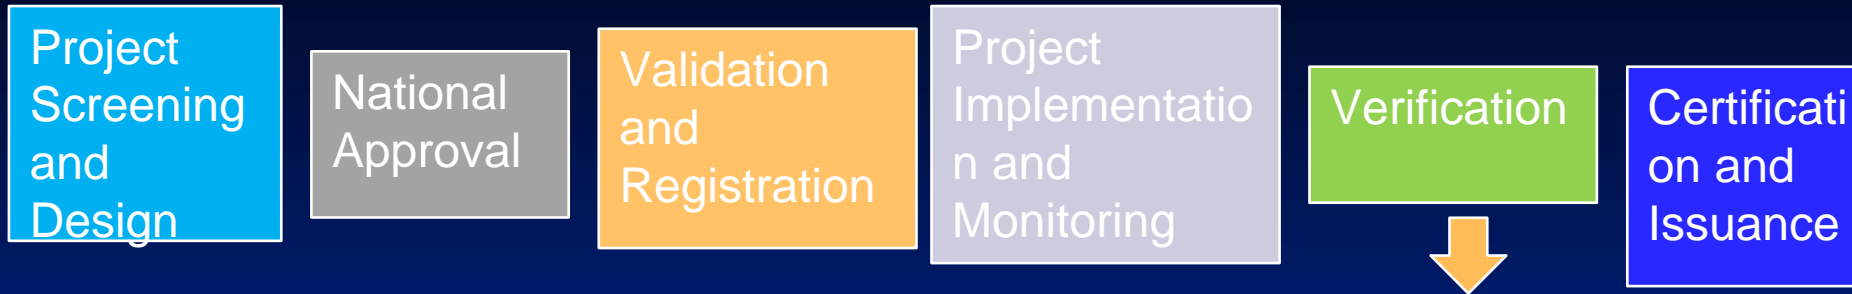 Project
Screening
and
Design
National
Approval
Validation
and
Registration
Project
Implementatio
n and
Monitoring
Verification
Certificati
on and
Issuance